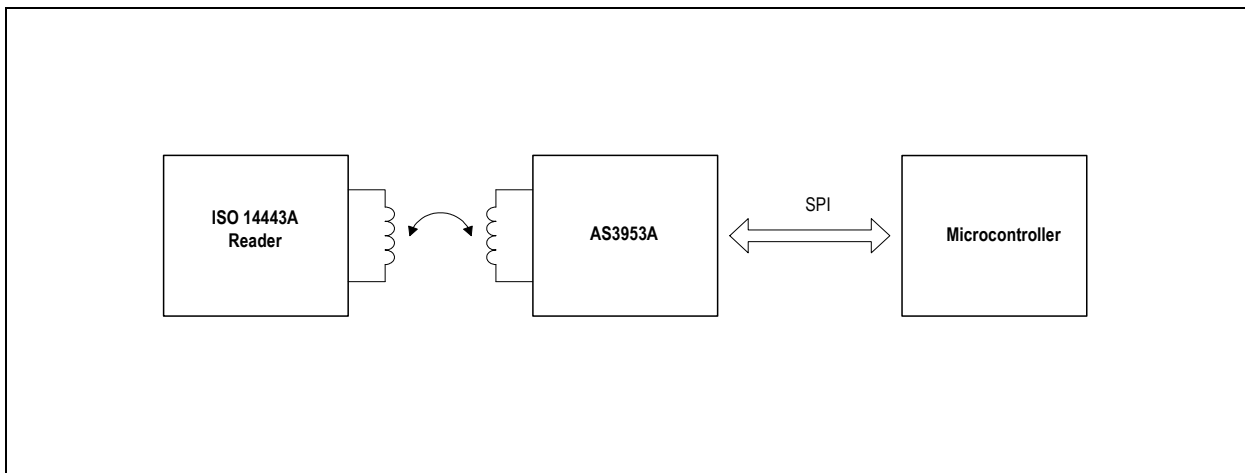 ISO 14443A
Reader
AS3953A
SPI
Microcontroller